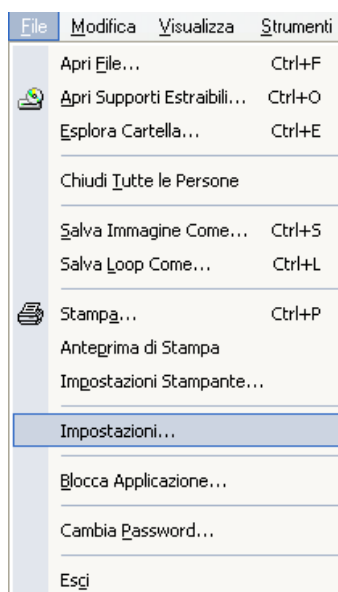 File Modifica Visualizza Strumenti
Apri File... Ctrl+F
Apri Supporti Estraibili... Ctrl+O
Esplora Cartella... Ctrl+E
Chiudi Tutte le Persone
Salva Immagine Come... Ctrl+S
Salva Loop Come... Ctrl+L
Stampa... Ctrl+P
Anteprima di Stampa
Impostazioni Stampante...
Impostazioni...
Blocca Applicazione...
Cambia Password...
Esci